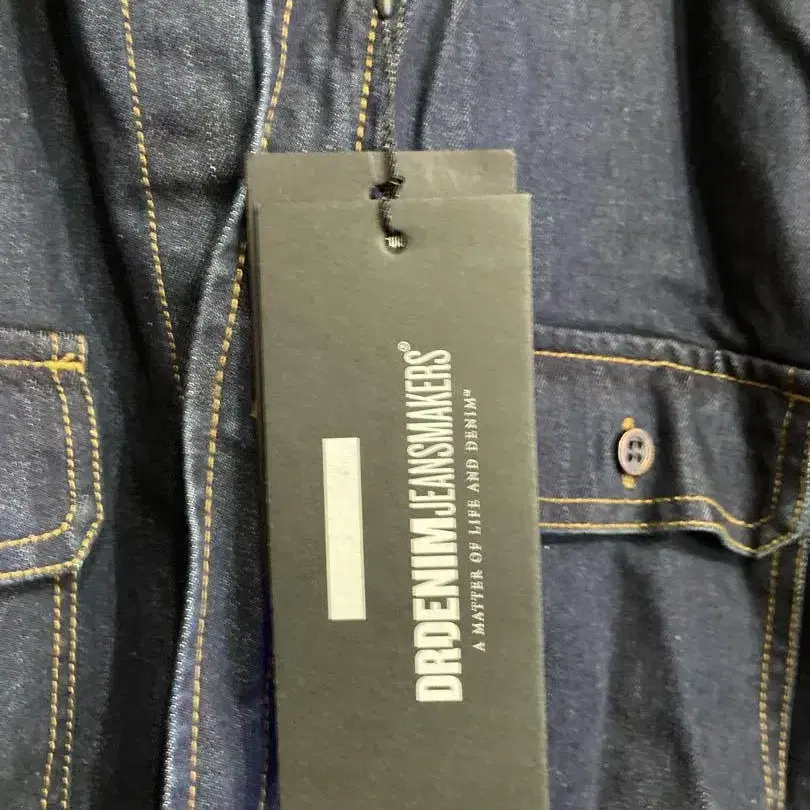 DRDENIMJEANSMAKERS®
A MATTER OF LIFE AND DENIM™